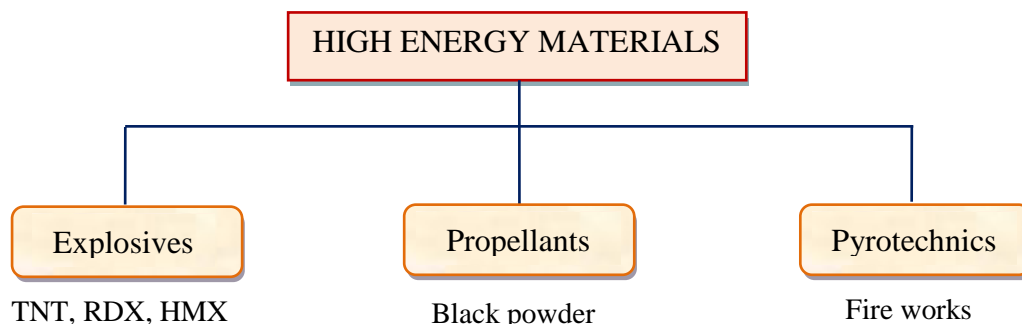 HIGH ENERGY MATERIALS
Explosives
Propellants
Pyrotechnics
TNT, RDX, HMX
Black powder
Fire works